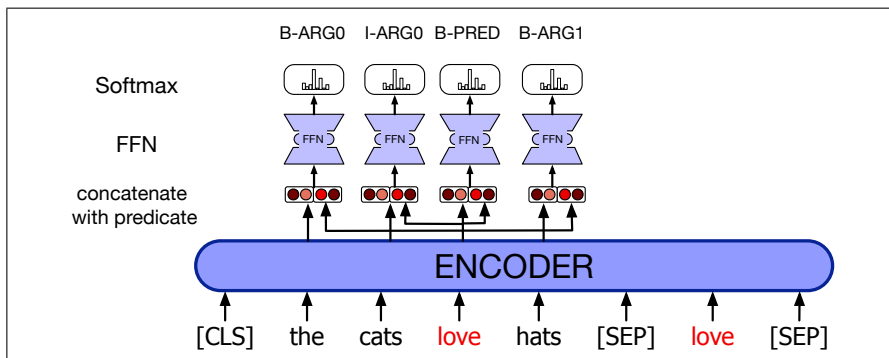 B-ARG0 I-ARG0 B-PRED B-ARG1
Softmax
FFN FFN FFN FFN FFN
concatenate
with predicate
ENCODER
[CLS] the cats love hats [SEP] love [SEP]